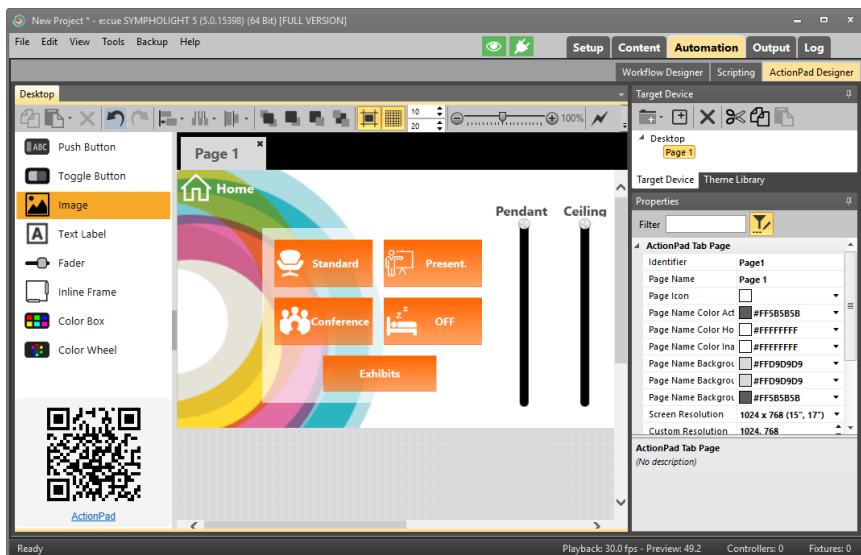 New Project * - e:cue SYMPHOLIGHT 5 (5.0.15398) (64 Bit) [FULL VERSION]
File Edit View Tools Backup Help
Setup Content Automation Output Log
Workflow Designer Scripting ActionPad Designer
Desktop
Target Device
10
20
100%
ABC Push Button
Toggle Button
Image
A Text Label
Fader
Inline Frame
Color Box
Color Wheel
ActionPad
Page 1
Home
Pendant Ceiling
Standard Present.
Conference z z OFF
Exhibits
Desktop
Page 1
Target Device Theme Library
Properties
Filter
ActionPad Tab Page
Identifier Page1
Page Name Page 1
Page Icon
Page Name Color Act #FF5B5B5B
Page Name Color Ho #FFFFFFFF
Page Name Color Ina #FFFFFFFF
Page Name Backgrou #FFD9D9D9
Page Name Backgrou #FFD9D9D9
Page Name Backgrou #FF5B5B5B
Screen Resolution 1024 x 768 (15", 17")
Custom Resolution 1024, 768
ActionPad Tab Page
(No description)
Ready Playback: 30.0 fps - Preview: 49.2 Controllers: 0 Fixtures: 0